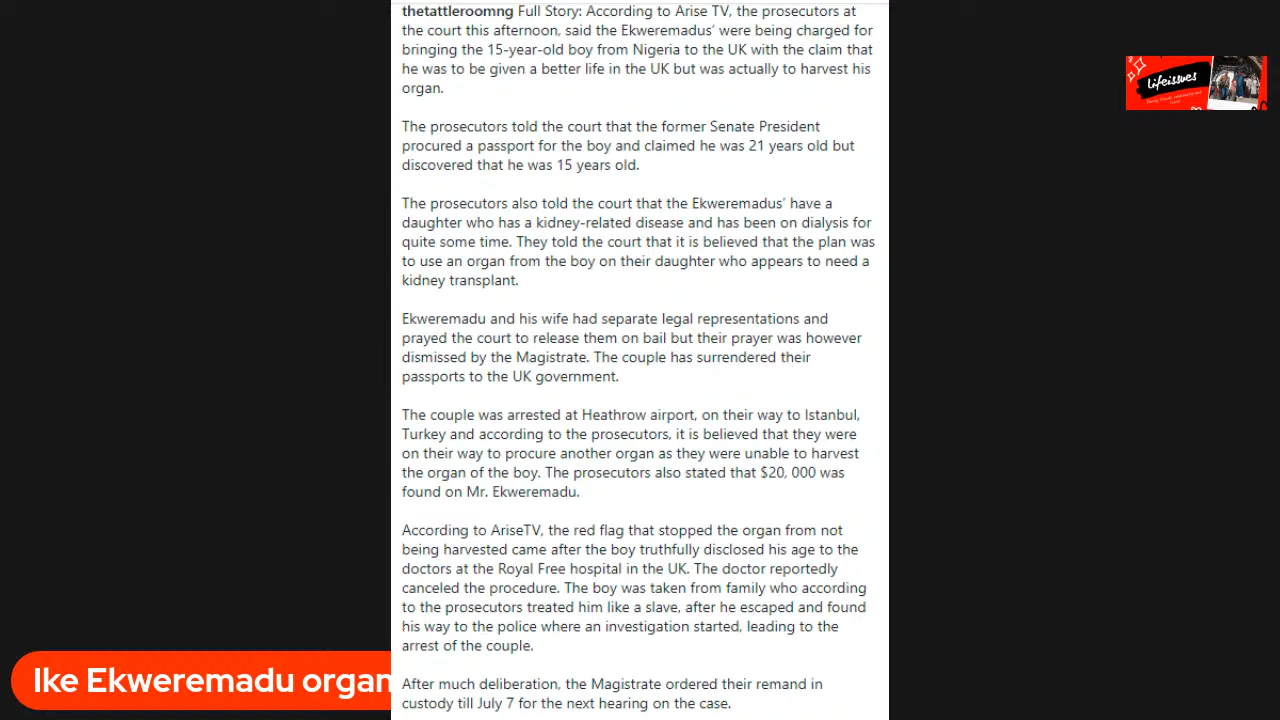 thetattleroomng Full Story: According to Arise TV, the prosecutors at
the court this afternoon, said the Ekweremadus' were being charged for
bringing the 15-year-old boy from Nigeria to the UK with the claim that
he was to be given a better life in the UK but was actually to harvest his
organ.
The prosecutors told the court that the former Senate President
procured a passport for the boy and claimed he was 21 years old but
discovered that he was 15 years old.
The prosecutors also told the court that the Ekweremadus' have a
daughter who has a kidney-related disease and has been on dialysis for
quite some time. They told the court that it is believed that the plan was
to use an organ from the boy on their daughter who appears to need a
kidney transplant.
Ekweremadu and his wife had separate legal representations and
prayed the court to release them on bail but their prayer was however
dismissed by the Magistrate. The couple has surrendered their
passports to the UK government.
The couple was arrested at Heathrow airport, on their way to Istanbul,
Turkey and according to the prosecutors, it is believed that they were
on their way to procure another organ as they were unable to harvest
the organ of the boy. The prosecutors also stated that $20, 000 was
found on Mr. Ekweremadu.
According to AriseTV, the red flag that stopped the organ from not
being harvested came after the boy truthfully disclosed his age to the
doctors at the Royal Free hospital in the UK. The doctor reportedly
canceled the procedure. The boy was taken from family who according
to the prosecutors treated him like a slave, after he escaped and found
his way to the police where an investigation started, leading to the
arrest of the couple.
After much deliberation, the Magistrate ordered their remand in
custody till July 7 for the next hearing on the case.
Ike Ekweremadu organ
lifeissues